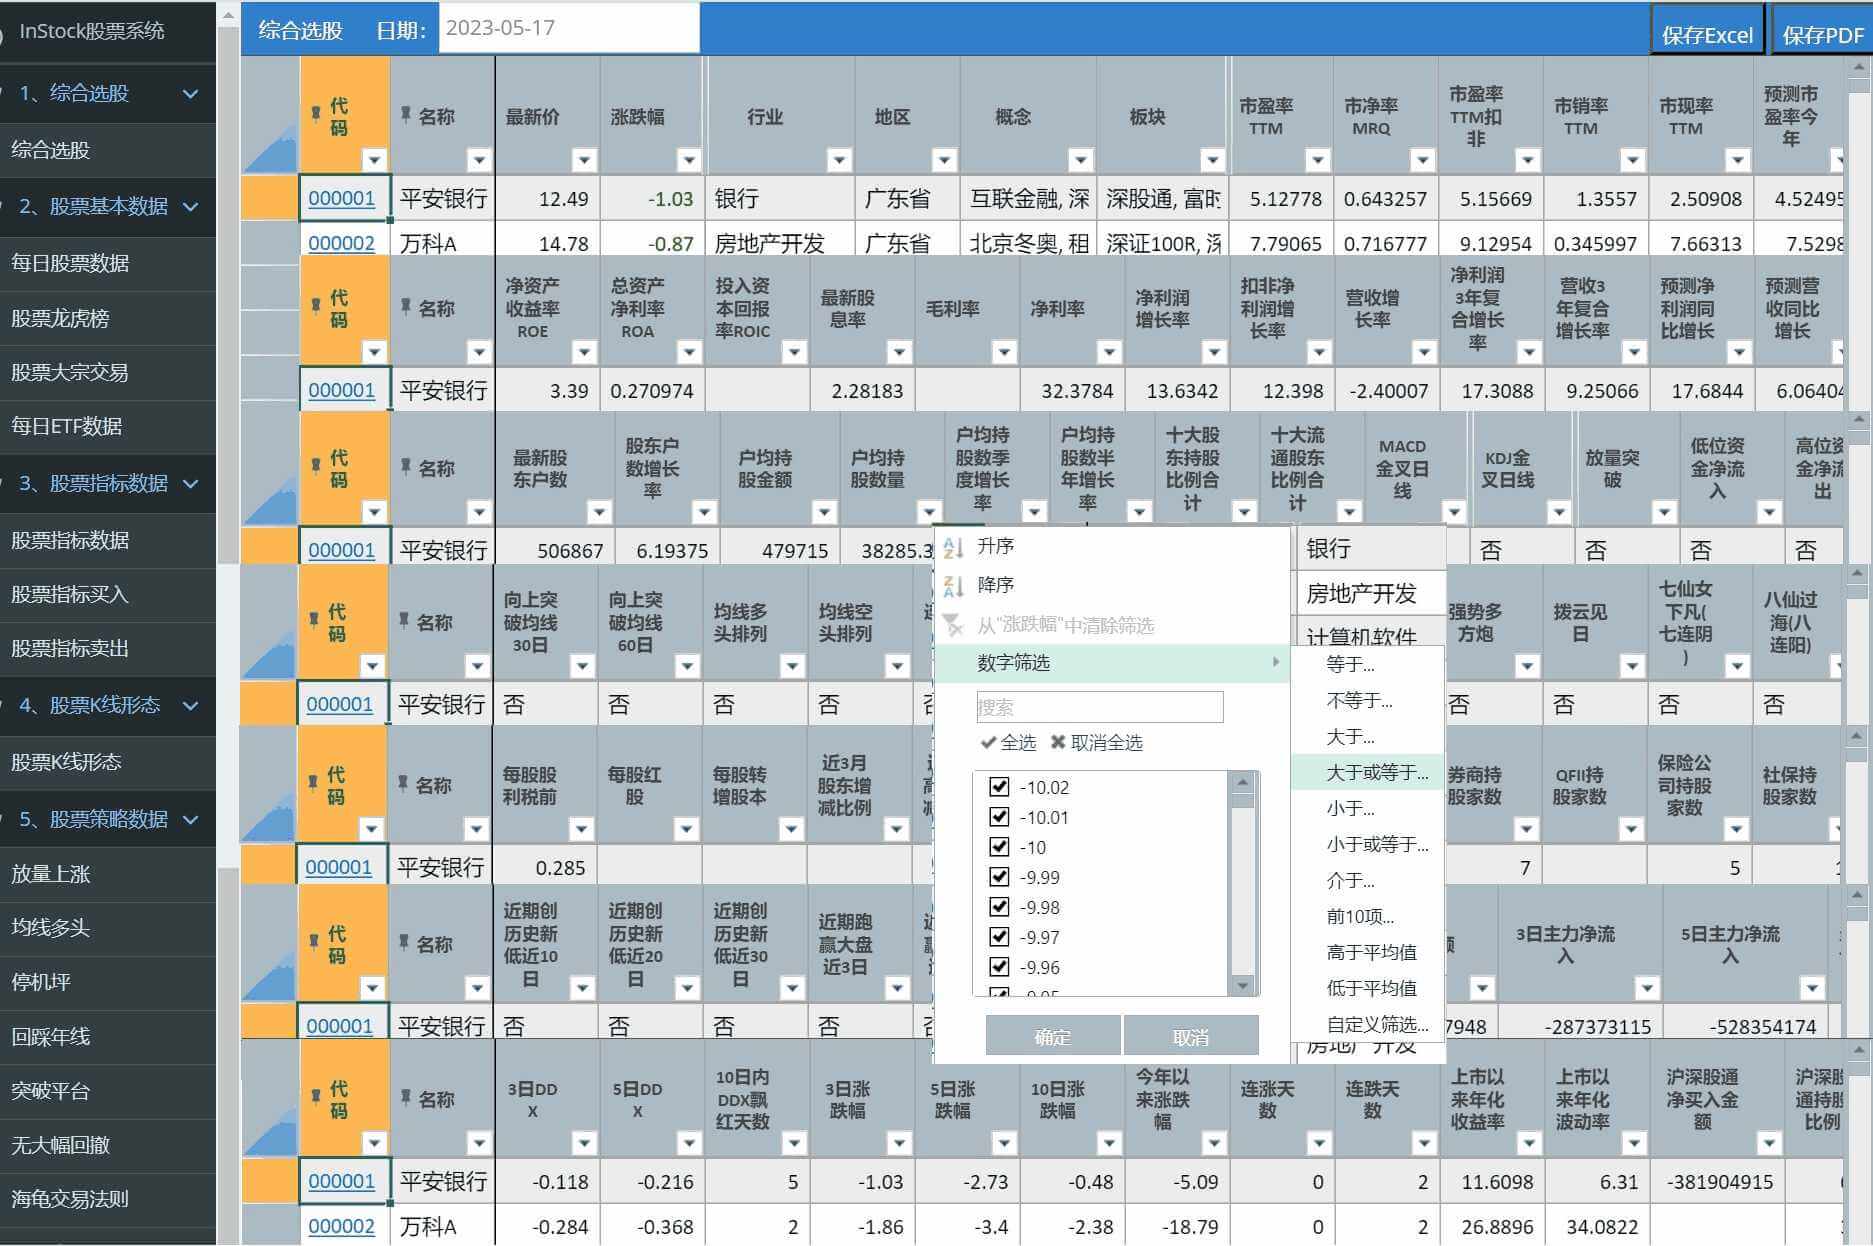 InStock股票系统
1、综合选股
综合选股
2、股票基本数据
每日股票数据
股票龙虎榜
股票大宗交易
每日ETF数据
3、股票指标数据
股票指标数据
股票指标买入
股票指标卖出
4、股票K线形态
股票K线形态
5、股票策略数据
放量上涨
均线多头
停机坪
回踩年线
突破平台
无大幅回撤
海龟交易法则
综合选股 日期: 2023-05-17 保存Excel 保存PDF
代码 名称 最新价 涨跌幅 行业 地区 概念 板块 市盈率TTM 市净率MRQ 市盈率TTM扣非 市销率TTM 市现率TTM 预测市盈率今年
000001 平安银行 12.49 -1.03 银行 广东省 互联金融, 深 深股通, 富时 5.12778 0.643257 5.15669 1.3557 2.50908 4.52495
000002 万科A 14.78 -0.87 房地产开发 广东省 北京冬奥, 租 深证100R, 深 7.79065 0.716777 9.12954 0.345997 7.66313 7.5298
代码 名称 净资产收益率ROE 总资产净利率ROA 投入资本回报率ROIC 最新股息率 毛利率 净利率 净利润增长率 扣非净利润增长率 营收增长率 净利润3年复合增长率 营收3年复合增长率 预测净利润同比增长 预测营收同比增长
000001 平安银行 3.39 0.270974 2.28183 32.3784 13.6342 12.398 -2.40007 17.3088 9.25066 17.6844 6.06404
代码 名称 最新股东户数 股东户数增长率 户均持股金额 户均持股数量 户均持股数季度增长率 户均持股数半年增长率 十大股东持股比例合计 十大流通股东比例合计 MACD金叉日线 KDJ金叉日线 放量突破 低位资金净流入 高位资金净流出
000001 平安银行 506867 6.19375 479715 38285.3 银行 否 否 否 否
房地产开发
计算机软件
代码 名称 向上突破均线30日 向上突破均线60日 均线多头排列 均线空头排列 强势多方炮 拨云见日 七仙女下凡(七连阴) 八仙过海(八连阳)
000001 平安银行 否 否 否 否 否 否 否 否
代码 名称 每股股利税前 每股红股 每股转增股本 近3月股东增减比例 券商持股家数 QFII持股家数 保险公司持股家数 社保持股家数
000001 平安银行 0.285 7 5
代码 名称 近期创历史新低近10日 近期创历史新低近20日 近期创历史新低近30日 近期跑赢大盘近3日 3日主力净流入 5日主力净流入
000001 平安银行 否 否 否 否 7948 -287373115 -528354174
房地产开发
代码 名称 3日DDX 5日DDX 10日内DDX飘红天数 3日涨跌幅 5日涨跌幅 10日涨跌幅 今年以来涨跌幅 连涨天数 连跌天数 上市以来年化收益率 上市以来年化波动率 沪深股通净买入金额 沪深股通持股比例
000001 平安银行 -0.118 -0.216 5 -1.03 -2.73 -0.48 -5.09 0 2 11.6098 6.31 -381904915
000002 万科A -0.284 -0.368 2 -1.86 -3.4 -2.38 -18.79 0 2 26.8896 34.0822
升序
降序
从"涨跌幅"中清除筛选
数字筛选
搜索
全选 取消全选
-10.02
-10.01
-10
-9.99
-9.98
-9.97
-9.96
-9.95
确定 取消
等于...
不等于...
大于...
大于或等于...
小于...
小于或等于...
介于...
前10项...
高于平均值
低于平均值
自定义筛选...